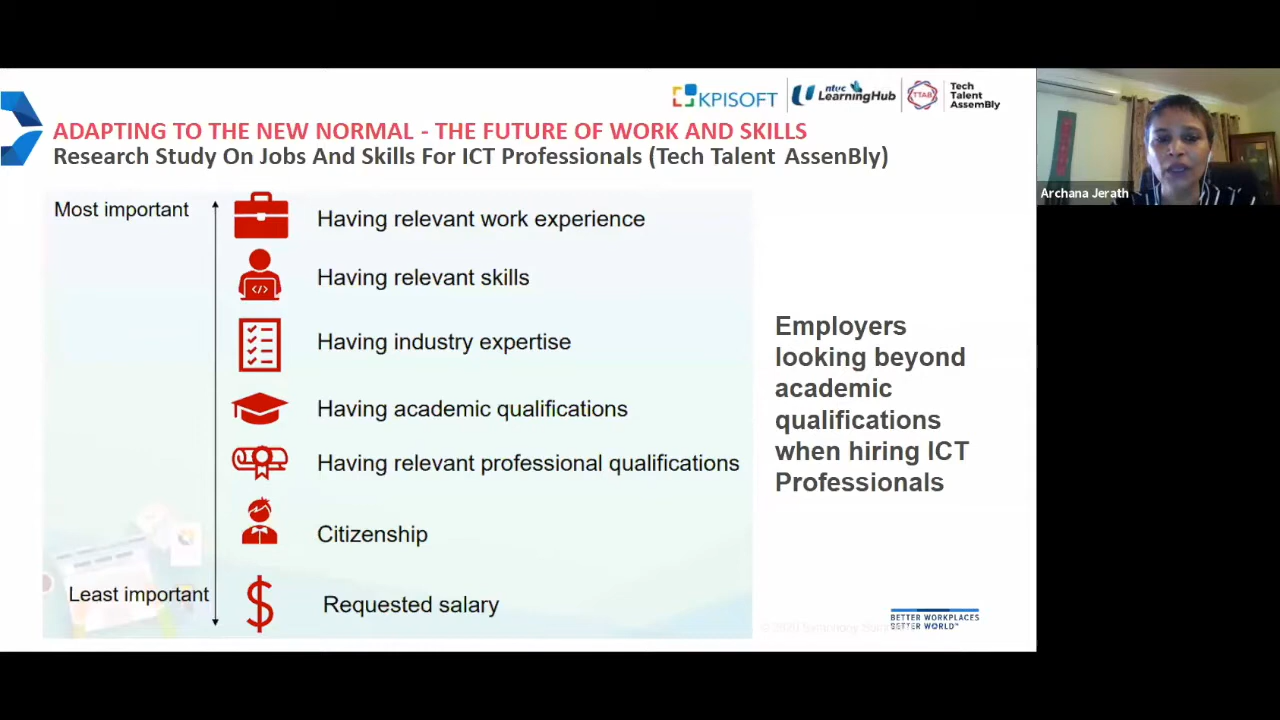 KPISOFT
ntuc
LearningHub
TTAB
Tech
Talent
AssemBly
ADAPTING TO THE NEW NORMAL - THE FUTURE OF WORK AND SKILLS
Research Study On Jobs And Skills For ICT Professionals (Tech Talent AssenBly)
Archana Jerath
Most important
Having relevant work experience
Having relevant skills
</>
Having industry expertise
Having academic qualifications
Having relevant professional qualifications
Citizenship
Least important
$ Requested salary
Employers
looking beyond
academic
qualifications
when hiring ICT
Professionals
BETTER WORKPLACES
BETTER WORLD™
© 2020 Symphony